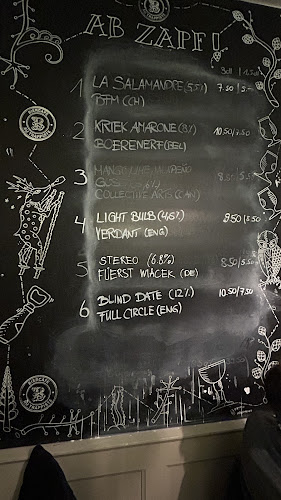 AB ZAPF!
1 LA SALAMANDRE (5.5%) 7.50 / 5.-
BTM (CH)
2 KRIEK AMARONE (8%) 10.50 / 7.50
BOERENERF (BEL)
3
COLLECTIVE ARTS (CAN)
4 LIGHT BULB (4.5%) 8.50 / 5.50
VERDANT (ENG)
5 STEREO (6.8%) 8.50 / 5.50
FÜERST WIACEK (DE)
6 BLIND DATE (12%) 10.50 / 7.50
FULL CIRCLE (ENG)